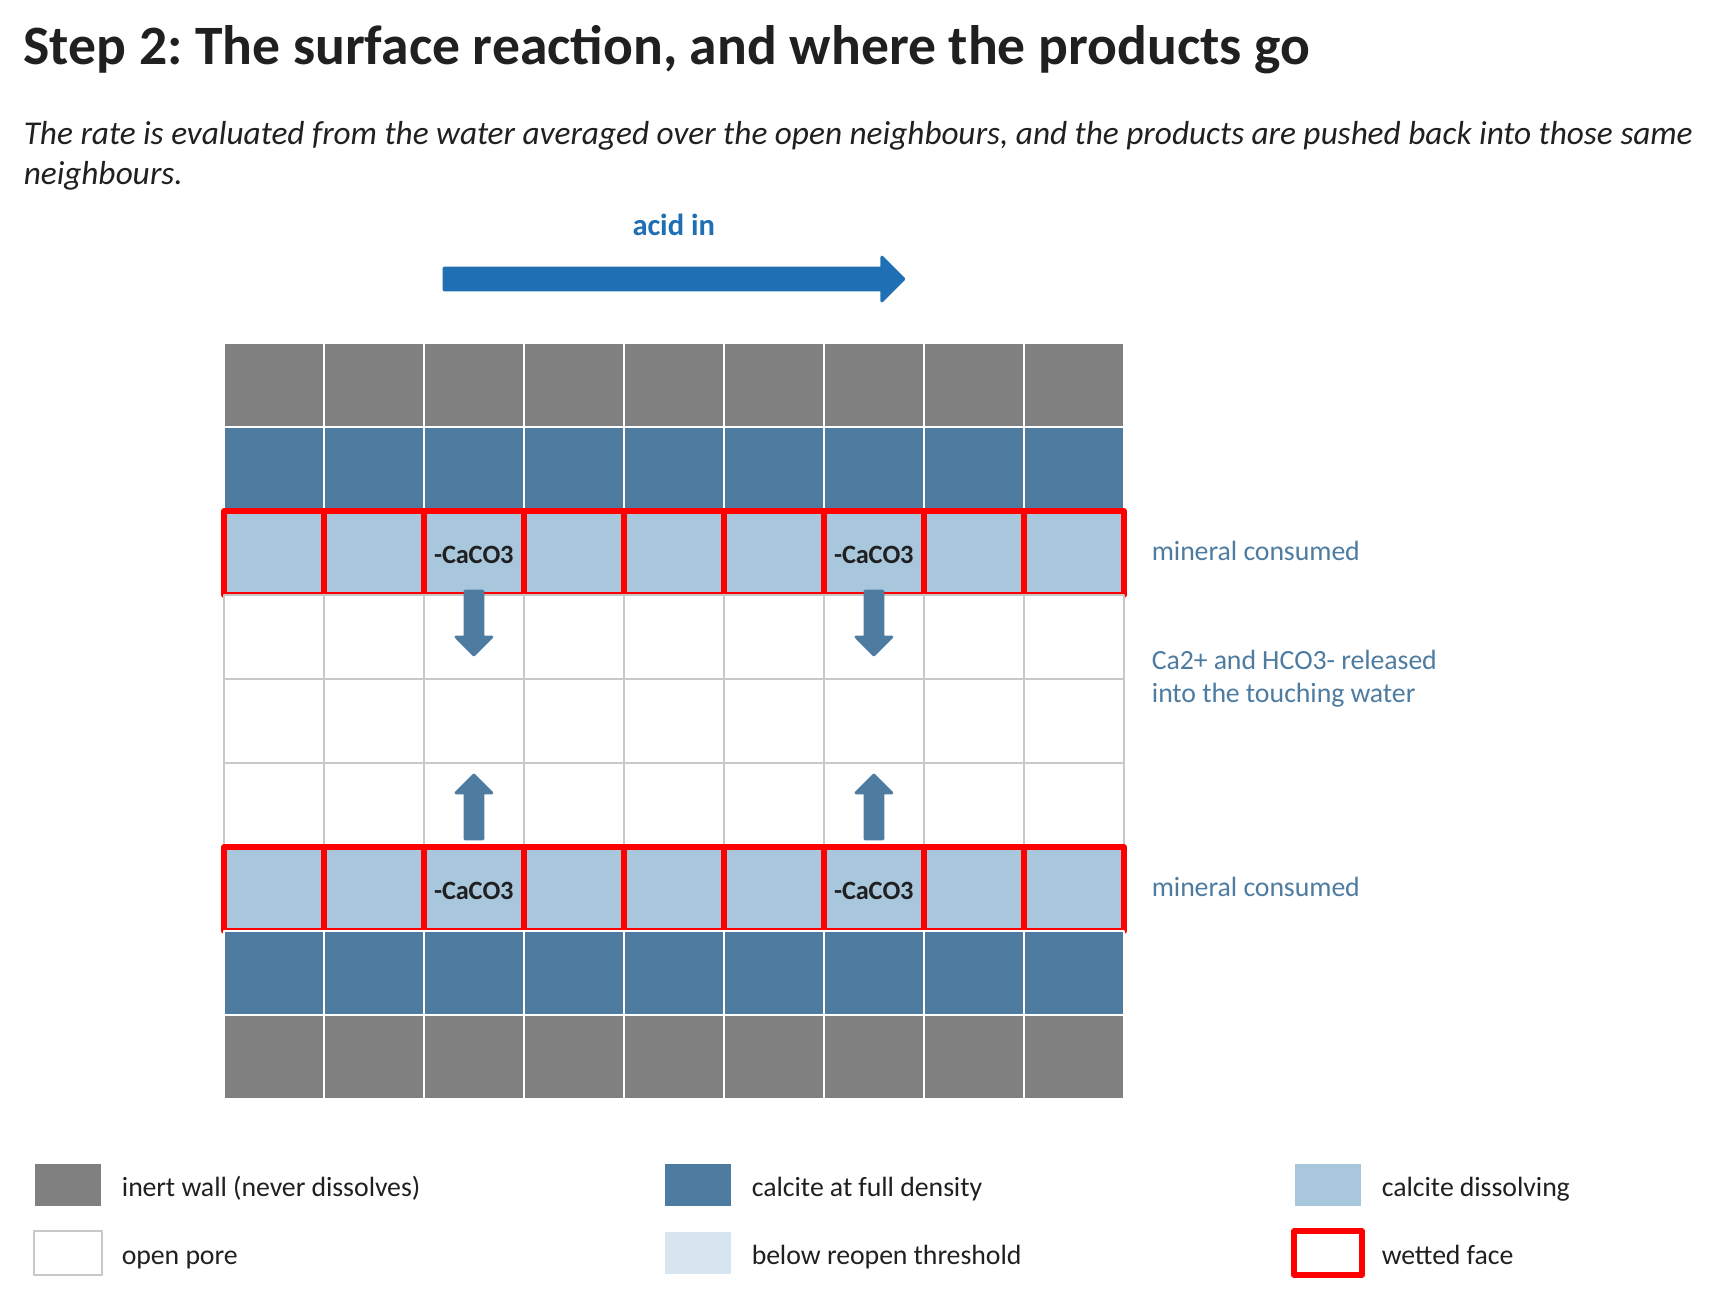 Step 2: The surface reaction, and where the products go
The rate is evaluated from the water averaged over the open neighbours, and the products are pushed back into those same
neighbours.
acid in
-CaCO3 -CaCO3 mineral consumed
Ca2+ and HCO3- released
into the touching water
-CaCO3 -CaCO3 mineral consumed
inert wall (never dissolves) calcite at full density calcite dissolving
open pore below reopen threshold wetted face